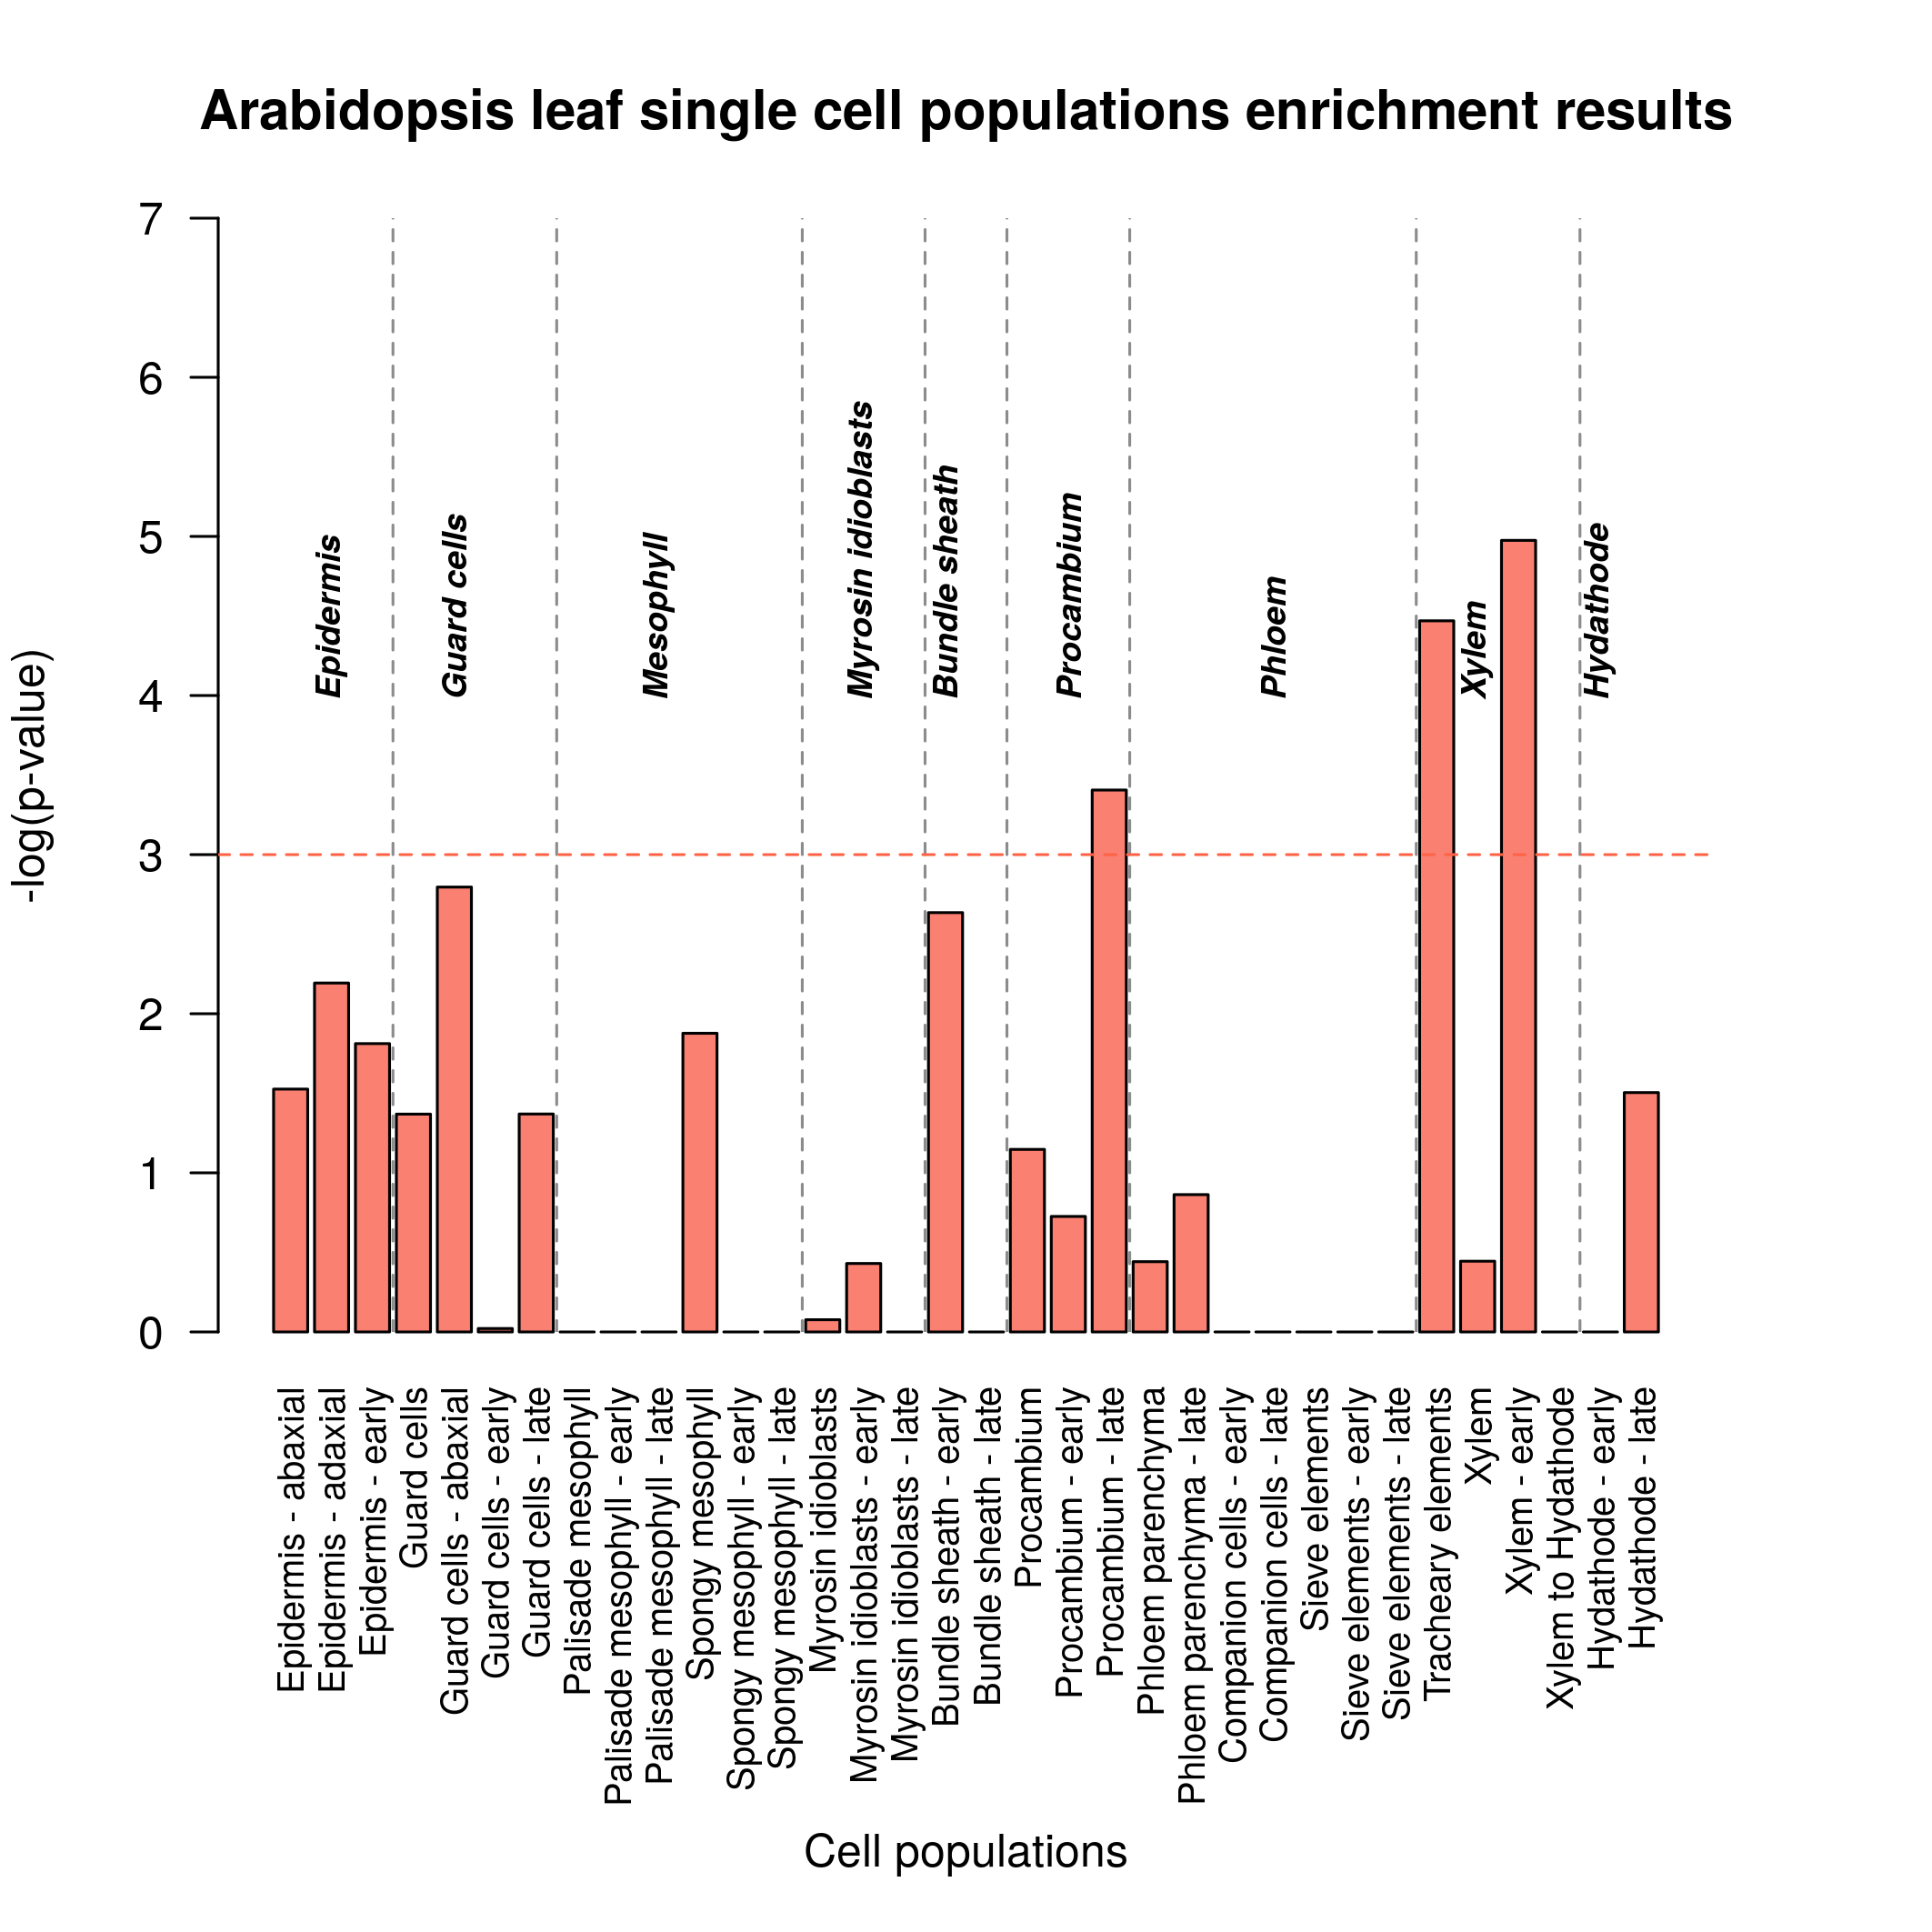 Arabidopsis leaf single cell populations enrichment results
-log(p-value)
7
6
5
4
3
2
1
0
Epidermis
Guard cells
Mesophyll
Myrosin idioblasts
Bundle sheath
Procambium
Phloem
Xylem
Hydathode
Epidermis - abaxial
Epidermis - adaxial
Epidermis - early
Guard cells
Guard cells - abaxial
Guard cells - early
Guard cells - late
Palisade mesophyll
Palisade mesophyll - early
Palisade mesophyll - late
Spongy mesophyll
Spongy mesophyll - early
Spongy mesophyll - late
Myrosin idioblasts
Myrosin idioblasts - early
Myrosin idioblasts - late
Bundle sheath - early
Bundle sheath - late
Procambium
Procambium - early
Procambium - late
Phloem parenchyma
Phloem parenchyma - late
Companion cells - early
Companion cells - late
Sieve elements
Sieve elements - early
Sieve elements - late
Tracheary elements
Xylem
Xylem - early
Xylem to Hydathode
Hydathode - early
Hydathode - late
Cell populations